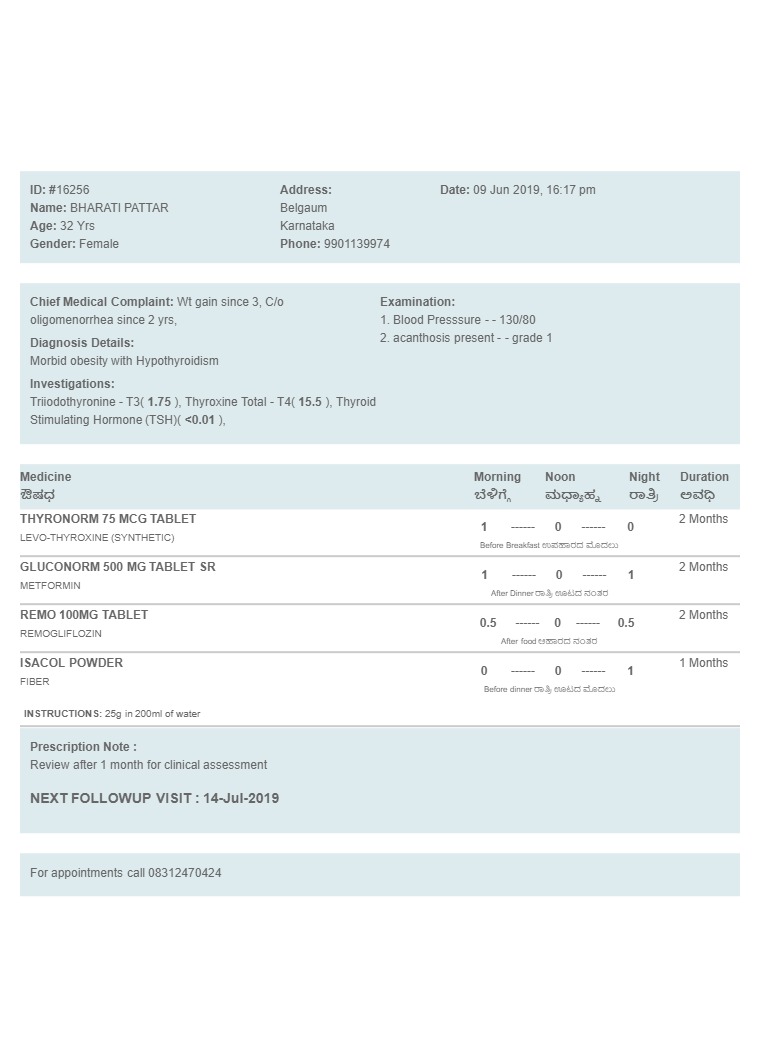 ID: #16256
Name: BHARATI PATTAR
Age: 32 Yrs
Gender: Female
Address:
Belgaum
Karnataka
Phone: 9901139974
Date: 09 Jun 2019, 16:17 pm
Chief Medical Complaint: Wt gain since 3, C/o
oligomenorrhea since 2 yrs,
Diagnosis Details:
Morbid obesity with Hypothyroidism
Investigations:
Triiodothyronine - T3( 1.75 ), Thyroxine Total - T4( 15.5 ), Thyroid
Stimulating Hormone (TSH)( <0.01 ),
Examination:
1. Blood Presssure - - 130/80
2. acanthosis present - - grade 1
Medicine Morning Noon Night Duration
ಔಷಧ ಬೆಳಿಗ್ಗೆ ಮಧ್ಯಾಹ್ನ ರಾತ್ರಿ ಅವಧಿ
THYRONORM 75 MCG TABLET 1 ------ 0 ------ 0 2 Months
LEVO-THYROXINE (SYNTHETIC) Before Breakfast ಉಪಹಾರದ ಮೊದಲು
GLUCONORM 500 MG TABLET SR 1 ------ 0 ------ 1 2 Months
METFORMIN After Dinner ರಾತ್ರಿ ಊಟದ ನಂತರ
REMO 100MG TABLET 0.5 ------ 0 ------ 0.5 2 Months
REMOGLIFLOZIN After food ಆಹಾರದ ನಂತರ
ISACOL POWDER 0 ------ 0 ------ 1 1 Months
FIBER Before dinner ರಾತ್ರಿ ಊಟದ ಮೊದಲು
INSTRUCTIONS: 25g in 200ml of water
Prescription Note :
Review after 1 month for clinical assessment
NEXT FOLLOWUP VISIT : 14-Jul-2019
For appointments call 08312470424